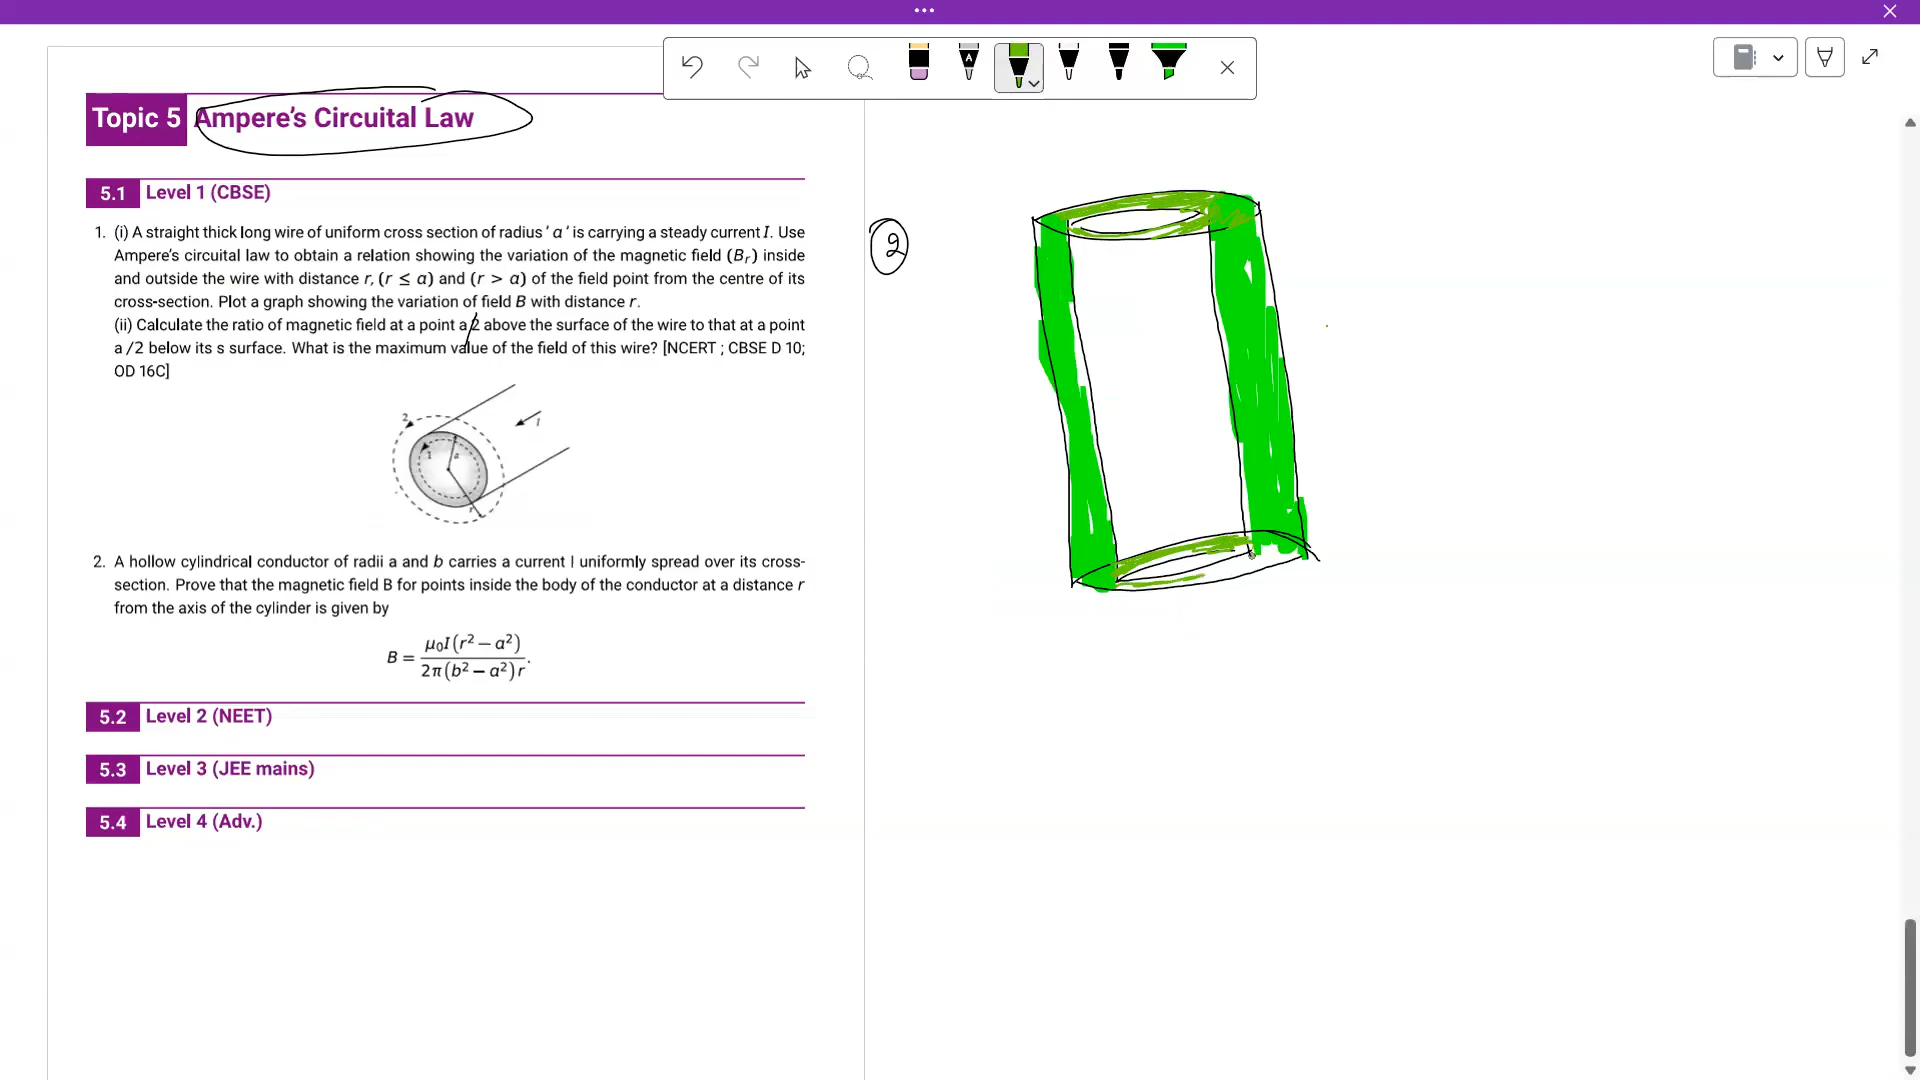 Topic 5 Ampere's Circuital Law
5.1 Level 1 (CBSE)
1. (i) A straight thick long wire of uniform cross section of radius ' a ' is carrying a steady current I. Use
Ampere's circuital law to obtain a relation showing the variation of the magnetic field (Bᵣ) inside
and outside the wire with distance r, (r ≤ a) and (r > a) of the field point from the centre of its
cross-section. Plot a graph showing the variation of field B with distance r.
(ii) Calculate the ratio of magnetic field at a point a/2 above the surface of the wire to that at a point
a /2 below its s surface. What is the maximum value of the field of this wire? [NCERT ; CBSE D 10;
OD 16C]
2
I
1
a
r
2. A hollow cylindrical conductor of radii a and b carries a current I uniformly spread over its cross-
section. Prove that the magnetic field B for points inside the body of the conductor at a distance r
from the axis of the cylinder is given by
B = μ₀I(r² − a²) / 2π(b² − a²)r .
5.2 Level 2 (NEET)
5.3 Level 3 (JEE mains)
5.4 Level 4 (Adv.)
A
2